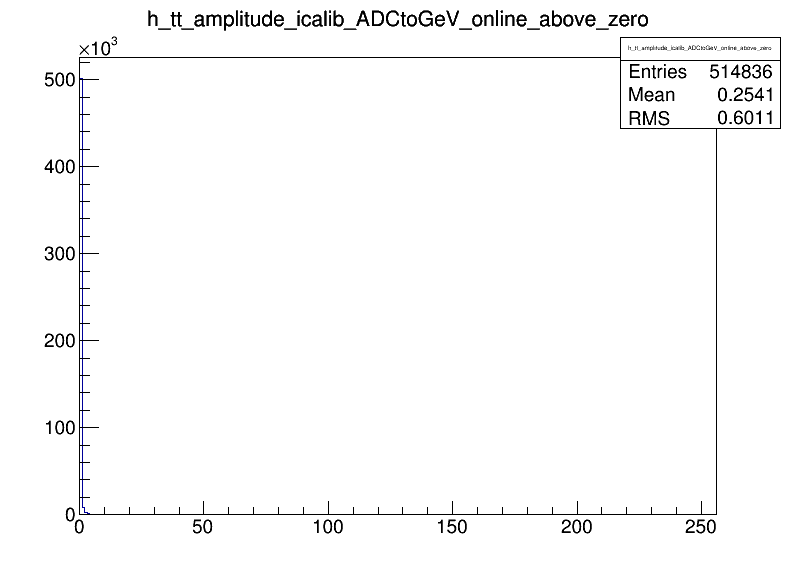 h_tt_amplitude_icalib_ADCtoGeV_online_above_zero
×10³
h_tt_amplitude_icalib_ADCtoGeV_online_above_zero
Entries 514836
Mean 0.2541
RMS 0.6011
500
400
300
200
100
0
0 50 100 150 200 250